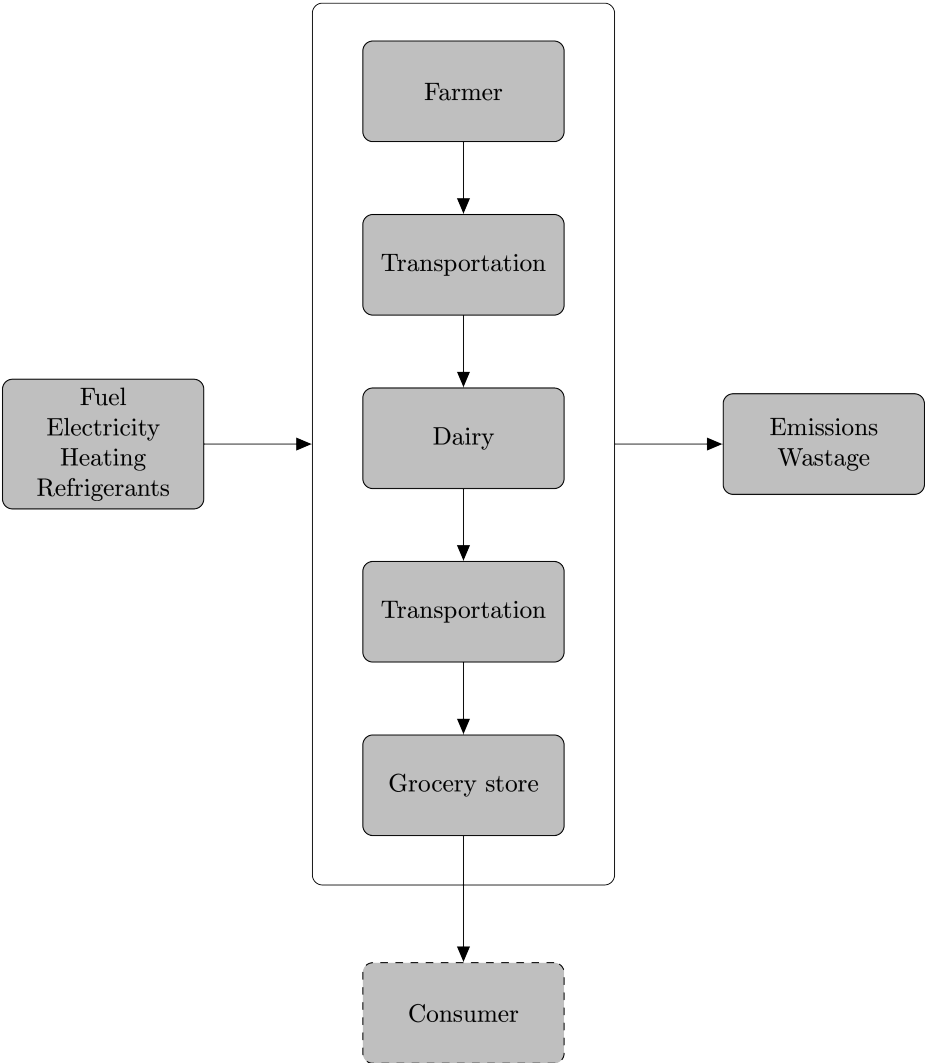 Farmer
Transportation
Fuel
Electricity
Heating
Refrigerants
Dairy
Emissions
Wastage
Transportation
Grocery store
Consumer